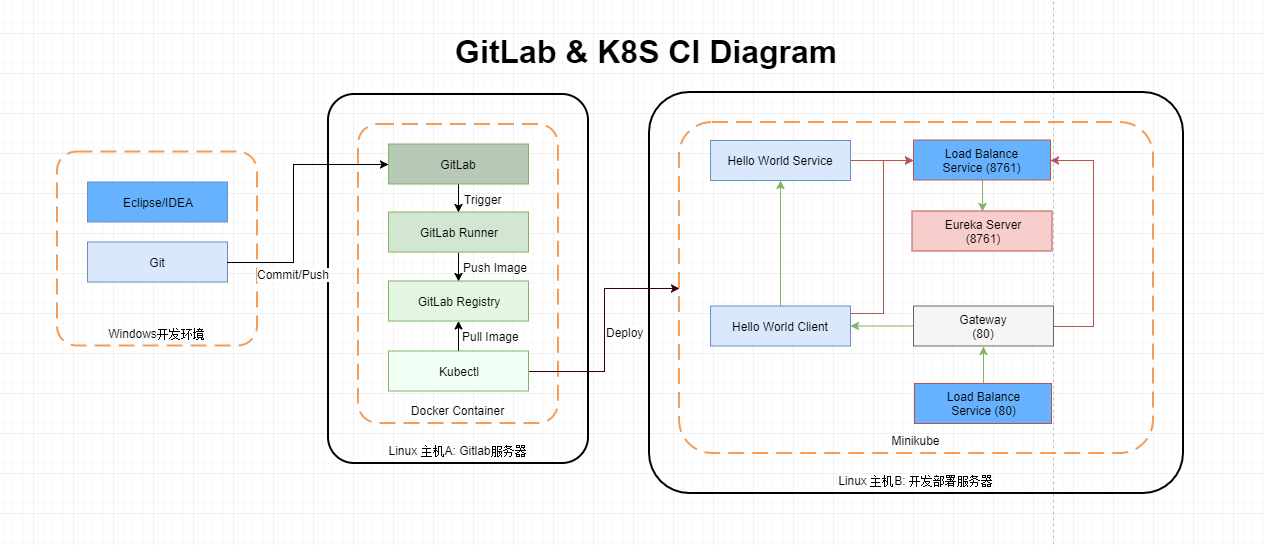 GitLab & K8S CI Diagram
Eclipse/IDEA
Git
Windows开发环境
Commit/Push
GitLab
Trigger
GitLab Runner
Push Image
GitLab Registry
Pull Image
Kubectl
Docker Container
Linux 主机A: Gitlab服务器
Deploy
Hello World Service
Load Balance
Service (8761)
Eureka Server
(8761)
Hello World Client
Gateway
(80)
Load Balance
Service (80)
Minikube
Linux 主机B: 开发部署服务器